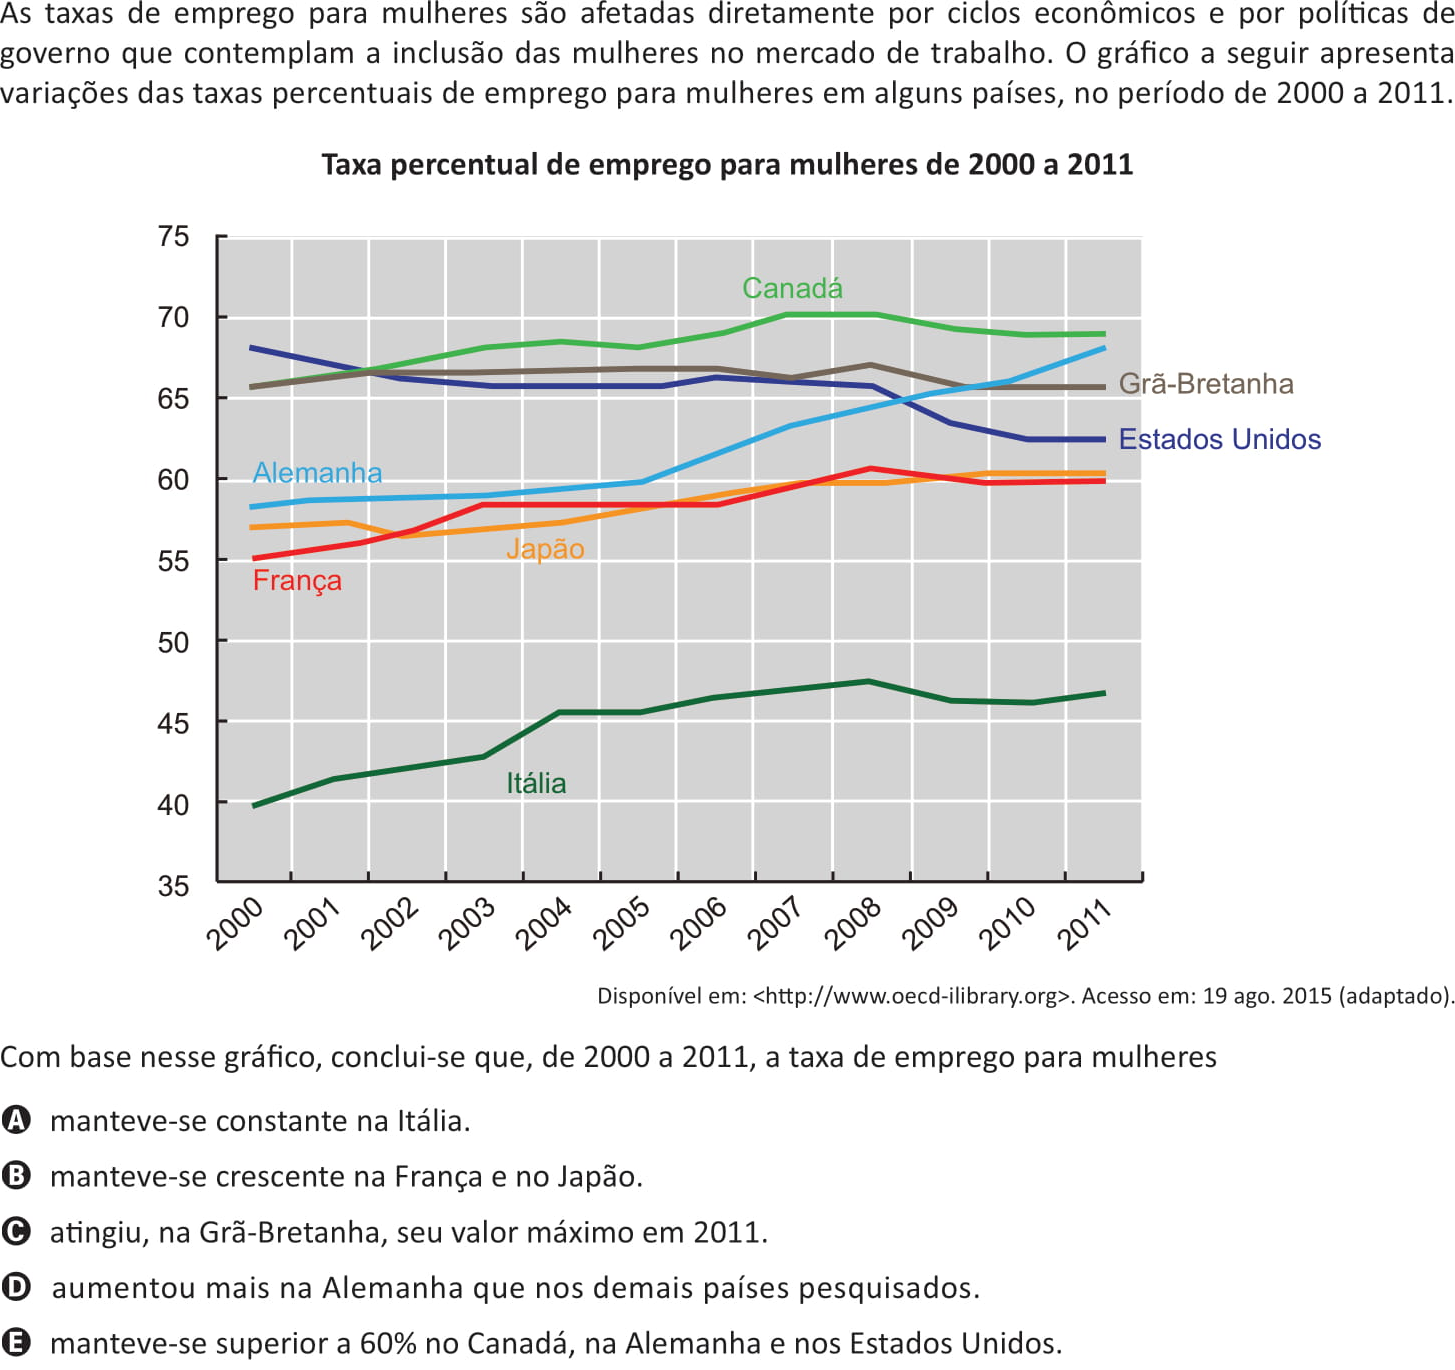 As taxas de emprego para mulheres são afetadas diretamente por ciclos econômicos e por políticas de
governo que contemplam a inclusão das mulheres no mercado de trabalho. O gráfico a seguir apresenta
variações das taxas percentuais de emprego para mulheres em alguns países, no período de 2000 a 2011.
Taxa percentual de emprego para mulheres de 2000 a 2011
75
Canadá
70
65
Grã-Bretanha
Estados Unidos
Alemanha
60
Japão
55
França
50
45
Itália
40
35
2000 2001 2002 2003 2004 2005 2006 2007 2008 2009 2010 2011
Disponível em: <http://www.oecd-ilibrary.org>. Acesso em: 19 ago. 2015 (adaptado).
Com base nesse gráfico, conclui-se que, de 2000 a 2011, a taxa de emprego para mulheres
A manteve-se constante na Itália.
B manteve-se crescente na França e no Japão.
C atingiu, na Grã-Bretanha, seu valor máximo em 2011.
D aumentou mais na Alemanha que nos demais países pesquisados.
E manteve-se superior a 60% no Canadá, na Alemanha e nos Estados Unidos.